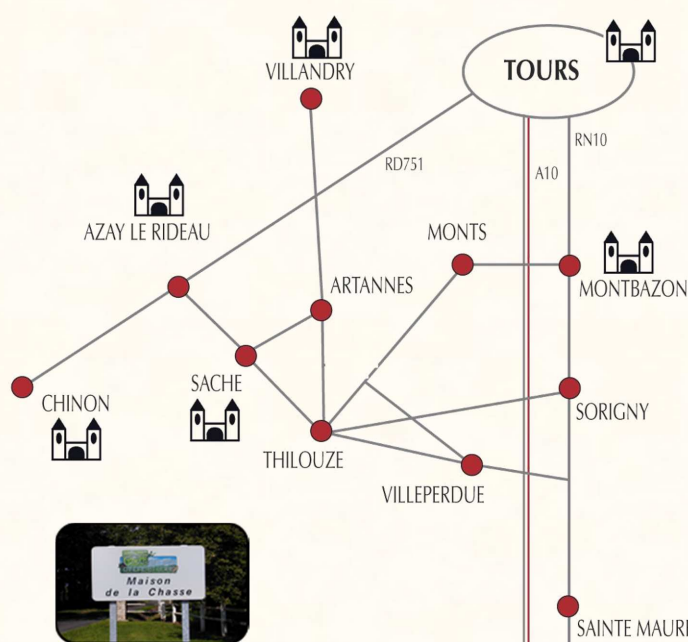 VILLANDRY
TOURS
RN10
RD751
A10
AZAY LE RIDEAU
MONTS
ARTANNES
MONTBAZON
SACHE
CHINON
SORIGNY
THILOUZE
VILLEPERDUE
Maison
de la Chasse
SAINTE MAUR